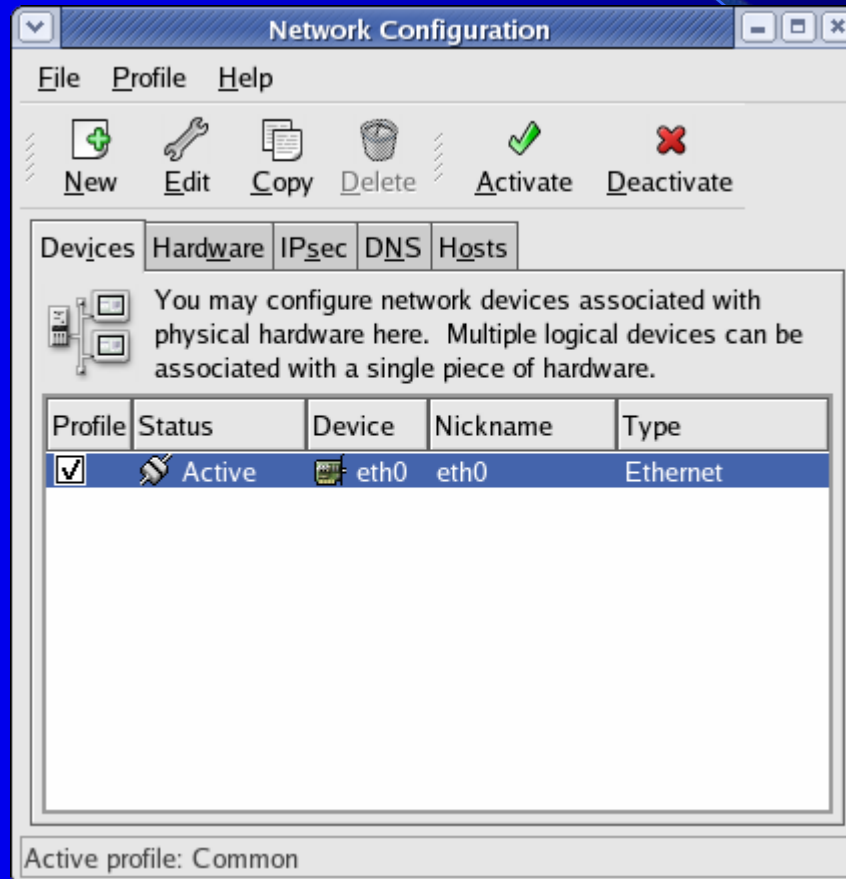 Network Configuration
File Profile Help
New Edit Copy Delete Activate Deactivate
Devices Hardware IPsec DNS Hosts
You may configure network devices associated with
physical hardware here. Multiple logical devices can be
associated with a single piece of hardware.
Profile Status Device Nickname Type
Active eth0 eth0 Ethernet
Active profile: Common